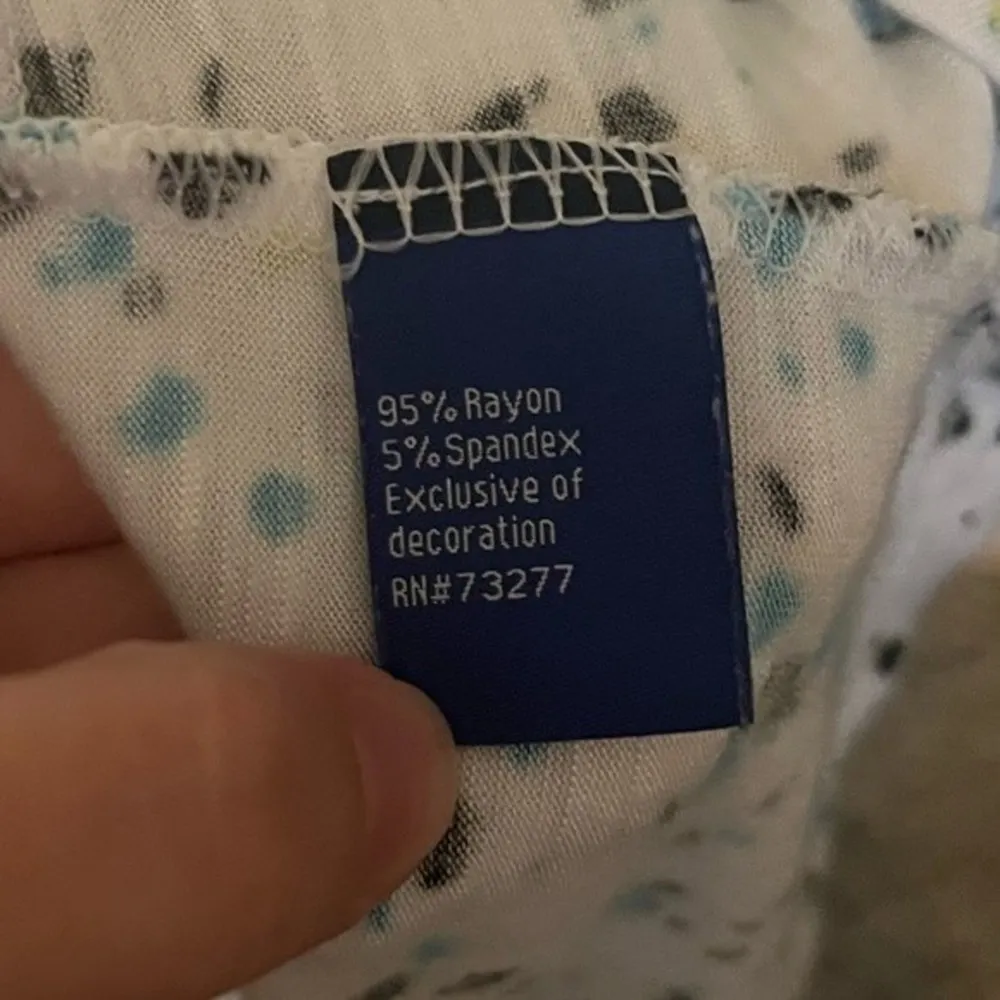 95% Rayon
5% Spandex
Exclusive of
decoration
RN#73277